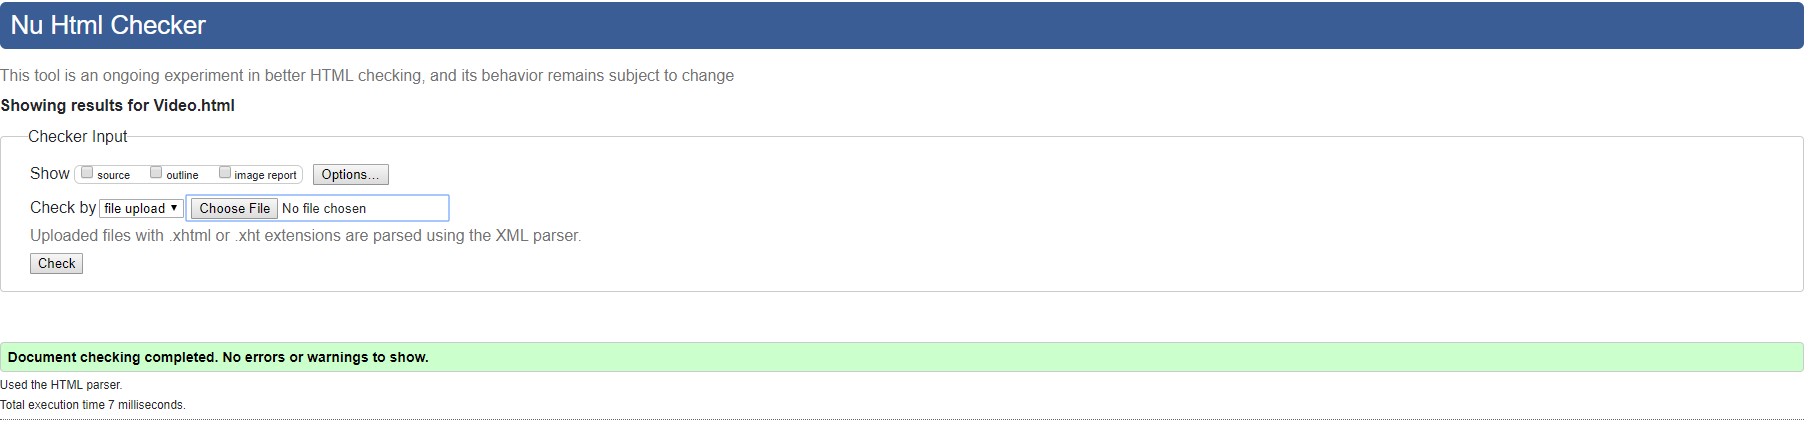 Nu Html Checker
This tool is an ongoing experiment in better HTML checking, and its behavior remains subject to change
Showing results for Video.html
Checker Input
Show source outline image report Options...
Check by file upload Choose File No file chosen
Uploaded files with .xhtml or .xht extensions are parsed using the XML parser.
Check
Document checking completed. No errors or warnings to show.
Used the HTML parser.
Total execution time 7 milliseconds.